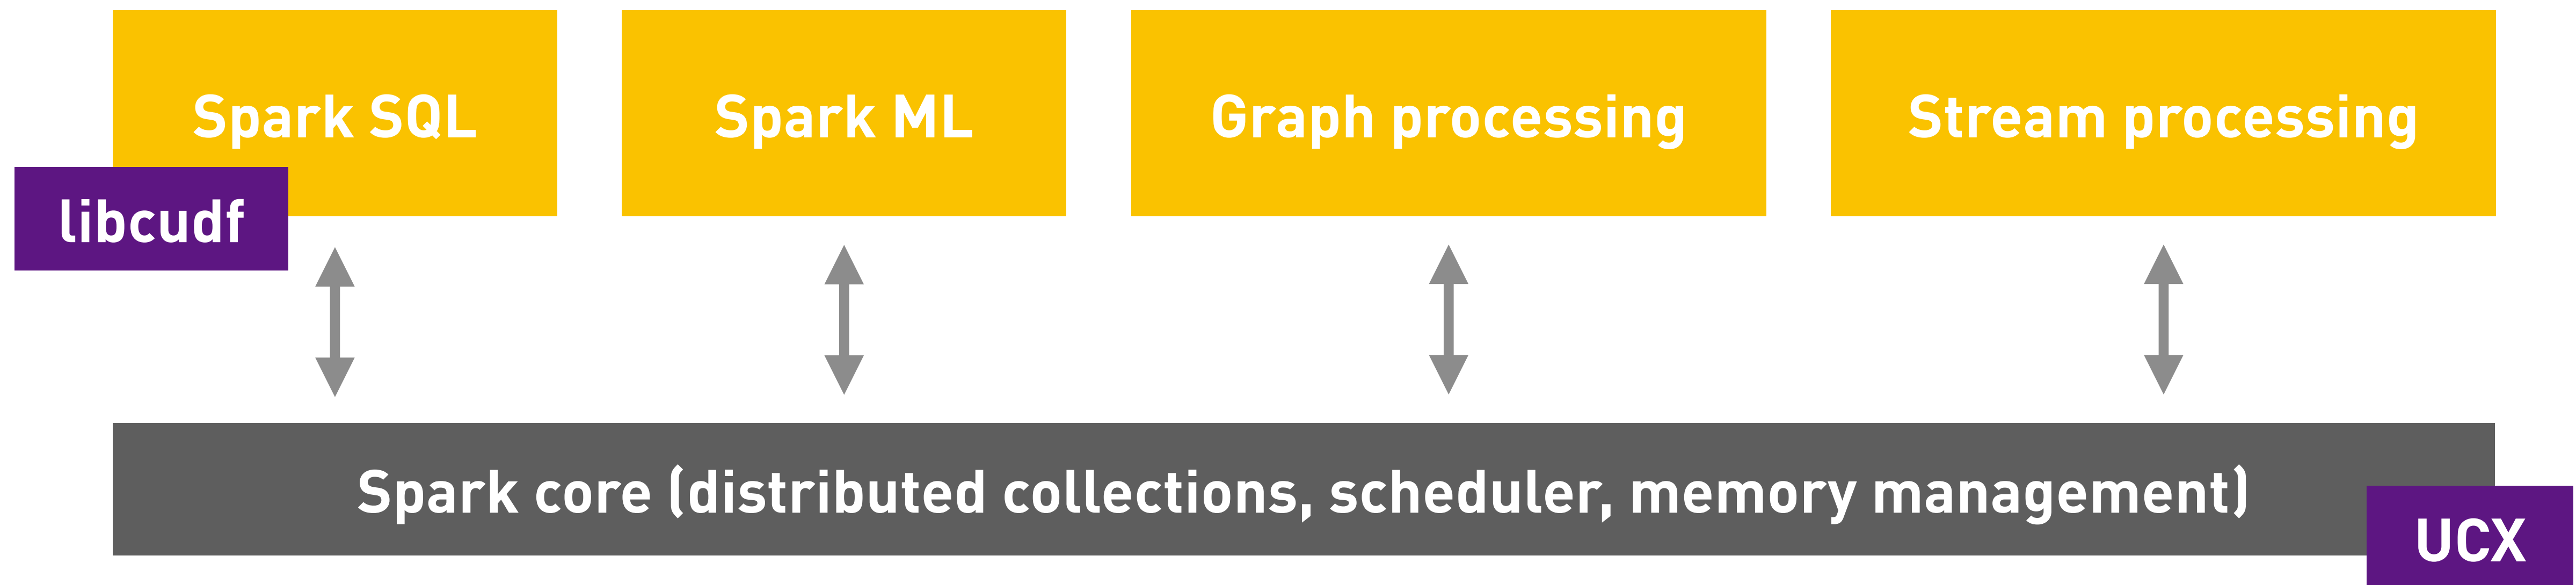 Spark SQL
Spark ML
Graph processing
Stream processing
libcudf
Spark core (distributed collections, scheduler, memory management)
UCX